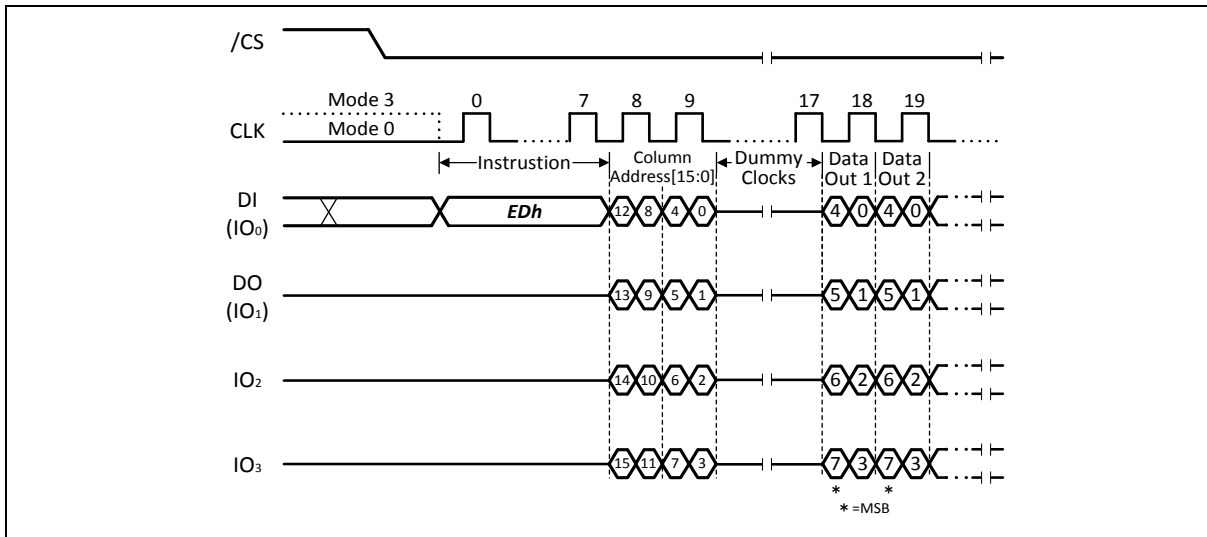 /CS
Mode 3 0 7 8 9 17 18 19
CLK Mode 0
Instrustion Column Address[15:0] Dummy Clocks Data Out 1 Data Out 2
DI (IO0) EDh 12 8 4 0 4 0 4 0
DO (IO1) 13 9 5 1 5 1 5 1
IO2 14 10 6 2 6 2 6 2
IO3 15 11 7 3 7 3 7 3
* *
* =MSB